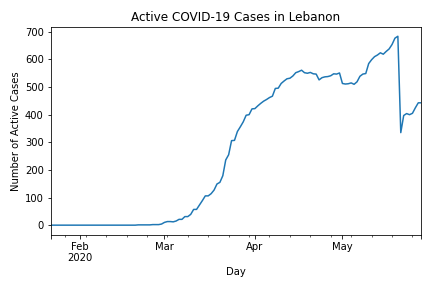 Active COVID-19 Cases in Lebanon
Number of Active Cases
700
600
500
400
300
200
100
0
Feb
2020
Mar
Apr
May
Day